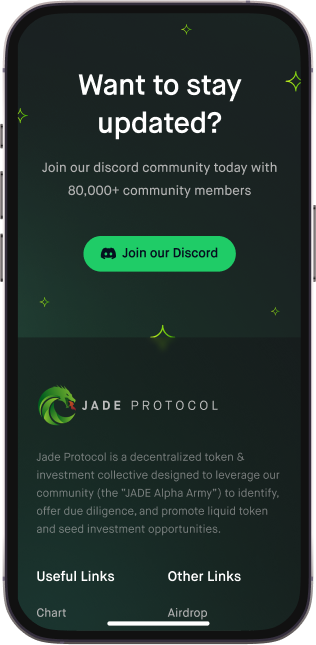 Want to stay
updated?
Join our discord community today with
80,000+ community members
Join our Discord
JADE PROTOCOL
Jade Protocol is a decentralized token &
investment collective designed to leverage our
community (the "JADE Alpha Army") to identify,
offer due diligence, and promote liquid token
and seed investment opportunities.
Useful Links Other Links
Chart Airdrop